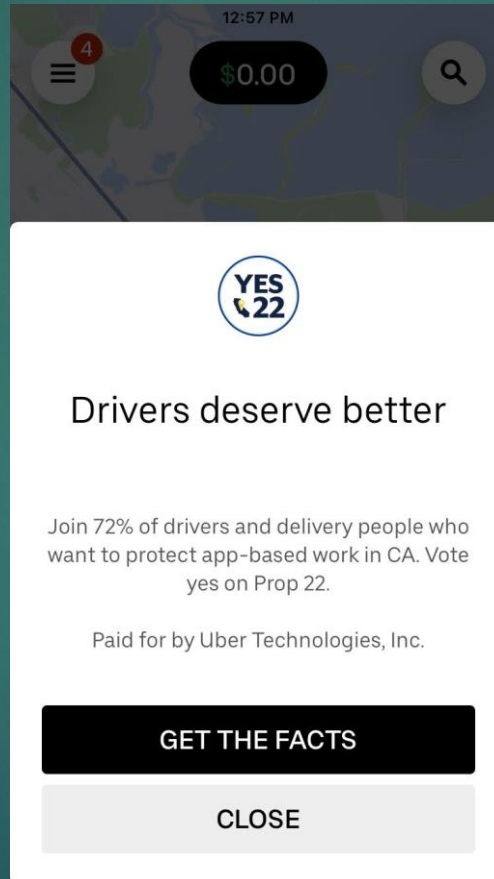 12:57 PM
4
$0.00
YES
22
Drivers deserve better
Join 72% of drivers and delivery people who
want to protect app-based work in CA. Vote
yes on Prop 22.
Paid for by Uber Technologies, Inc.
GET THE FACTS
CLOSE